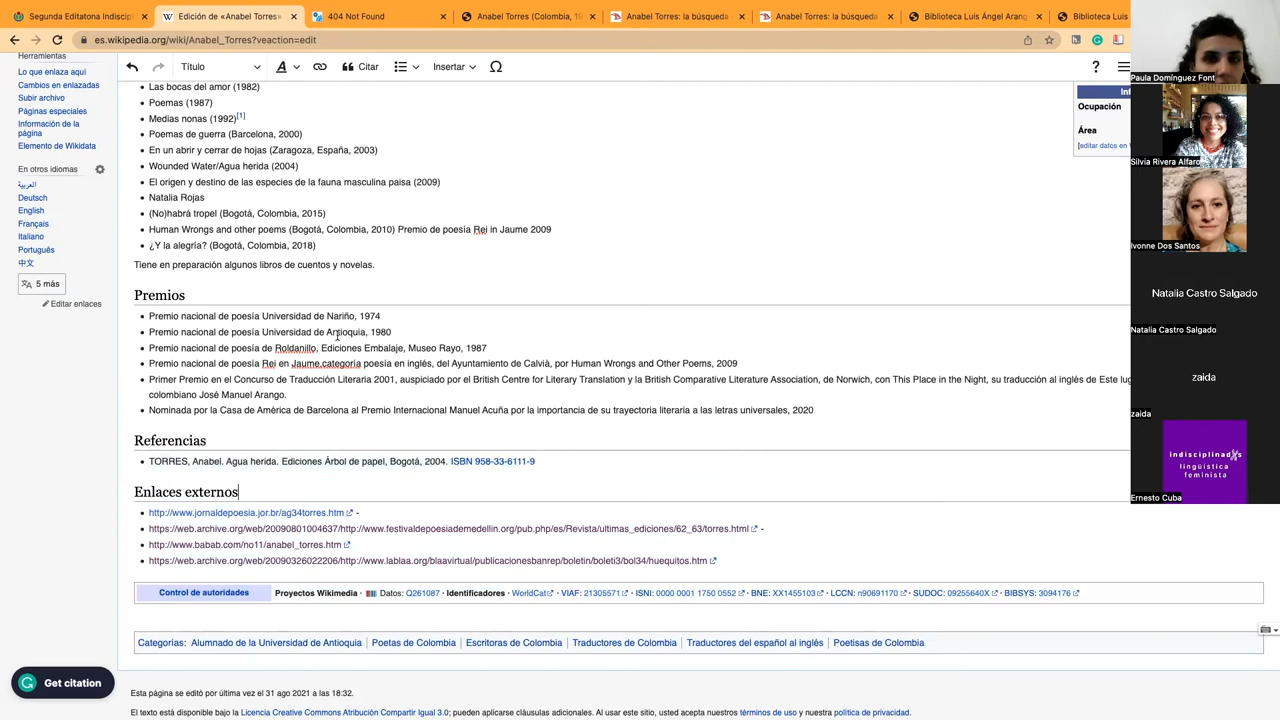 Segunda Editatona Indiscipl
Edición de «Anabel Torres»
404 Not Found
Anabel Torres (Colombia, 19
Anabel Torres: la búsqueda
Anabel Torres: la búsqueda
Biblioteca Luis Ángel Arang
Biblioteca Luis
es.wikipedia.org/wiki/Anabel_Torres?veaction=edit
Título
A
Citar
Insertar
Ω
?
Herramientas
Lo que enlaza aquí
Cambios en enlazadas
Subir archivo
Páginas especiales
Información de la
página
Elemento de Wikidata
En otros idiomas
العربية
Deutsch
English
Français
Italiano
Português
中文
5 más
Editar enlaces
Las bocas del amor (1982)
Poemas (1987)
Medias nonas (1992)[1]
Poemas de guerra (Barcelona, 2000)
En un abrir y cerrar de hojas (Zaragoza, España, 2003)
Wounded Water/Agua herida (2004)
El origen y destino de las especies de la fauna masculina paisa (2009)
Natalia Rojas
(No)habrá tropel (Bogotá, Colombia, 2015)
Human Wrongs and other poems (Bogotá, Colombia, 2010) Premio de poesía Rei in Jaume 2009
¿Y la alegría? (Bogotá, Colombia, 2018)
Tiene en preparación algunos libros de cuentos y novelas.
Inf
Ocupación
Área
[editar datos en W
Premios
Premio nacional de poesía Universidad de Nariño, 1974
Premio nacional de poesía Universidad de Antioquia, 1980
Premio nacional de poesía de Roldanillo, Ediciones Embalaje, Museo Rayo, 1987
Premio nacional de poesía Rei en Jaume,categoría poesía en inglés, del Ayuntamiento de Calvià, por Human Wrongs and Other Poems, 2009
Primer Premio en el Concurso de Traducción Literaria 2001, auspiciado por el British Centre for Literary Translation y la British Comparative Literature Association, de Norwich, con This Place in the Night, su traducción al inglés de Este lug
colombiano José Manuel Arango.
Nominada por la Casa de América de Barcelona al Premio Internacional Manuel Acuña por la importancia de su trayectoria literaria a las letras universales, 2020
Referencias
TORRES, Anabel. Agua herida. Ediciones Árbol de papel, Bogotá, 2004. ISBN 958-33-6111-9
Enlaces externos
http://www.jornaldepoesia.jor.br/ag34torres.htm -
https://web.archive.org/web/20090801004637/http://www.festivaldepoesiademedellin.org/pub.php/es/Revista/ultimas_ediciones/62_63/torres.html -
http://www.babab.com/no11/anabel_torres.htm
https://web.archive.org/web/20090326022206/http://www.lablaa.org/blaavirtual/publicacionesbanrep/boletin/boleti3/bol34/huequitos.htm
Control de autoridades
Proyectos Wikimedia · Datos: Q261087 · Identificadores · WorldCat · VIAF: 21305571 · ISNI: 0000 0001 1750 0552 · BNE: XX1455103 · LCCN: n90691170 · SUDOC: 09255640X · BIBSYS: 3094176
Categorías: Alumnado de la Universidad de Antioquia | Poetas de Colombia | Escritoras de Colombia | Traductores de Colombia | Traductores del español al inglés | Poetisas de Colombia
Get citation
Esta página se editó por última vez el 31 ago 2021 a las 18:32.
El texto está disponible bajo la Licencia Creative Commons Atribución Compartir Igual 3.0; pueden aplicarse cláusulas adicionales. Al usar este sitio, usted acepta nuestros términos de uso y nuestra política de privacidad.
Paula Domínguez Font
Silvia Rivera Alfaro
Ivonne Dos Santos
Natalia Castro Salgado
Natalia Castro Salgado
zaida
zaida
indisciplinadxs
lingüística
feminista
Ernesto Cuba